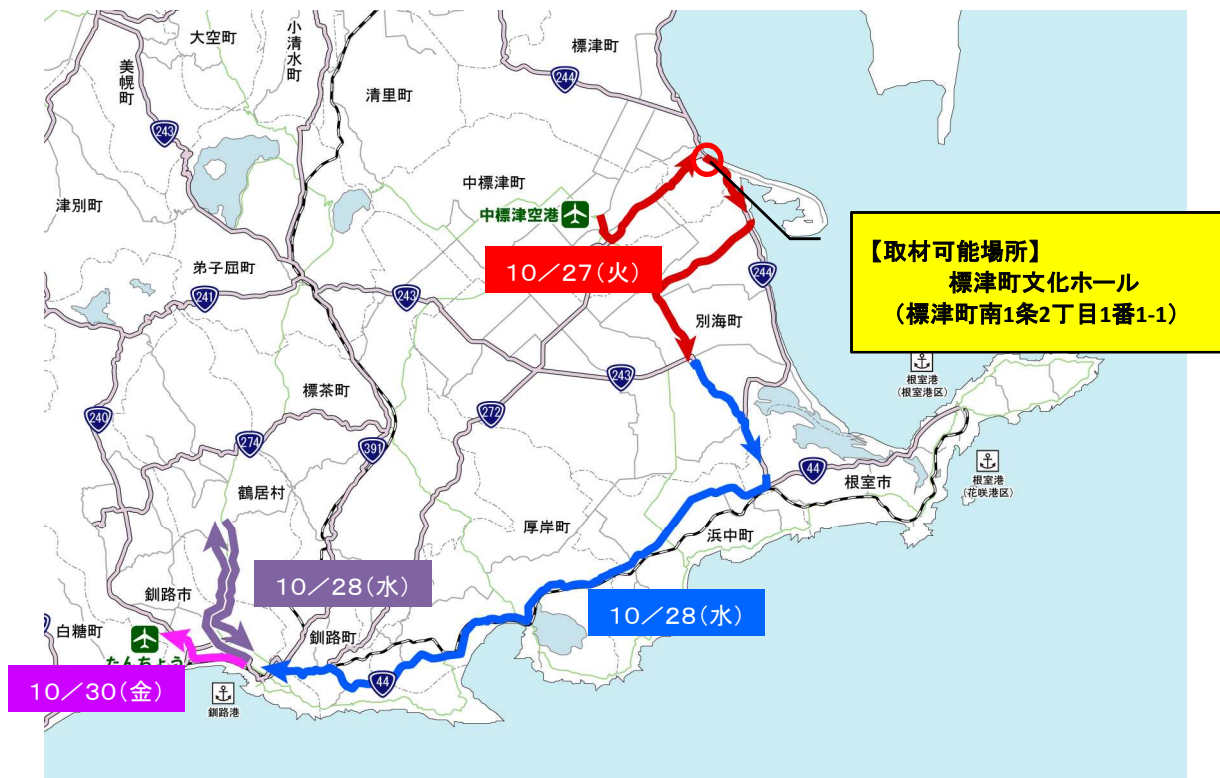 大空町
小清水町
標津町
美幌町
244
清里町
243
中標津町
津別町
中標津空港
【取材可能場所】
標津町文化ホール
(標津町南1条2丁目1番1-1)
10/27(火)
弟子屈町
244
241
243
別海町
243
根室港
(根室港区)
標茶町
240
272
274
391
44
根室市
根室港
(花咲港区)
鶴居村
厚岸町
浜中町
10/28(水)
釧路市
10/28(水)
白糠町
釧路町
たんちょう
10/30(金)
44
釧路港